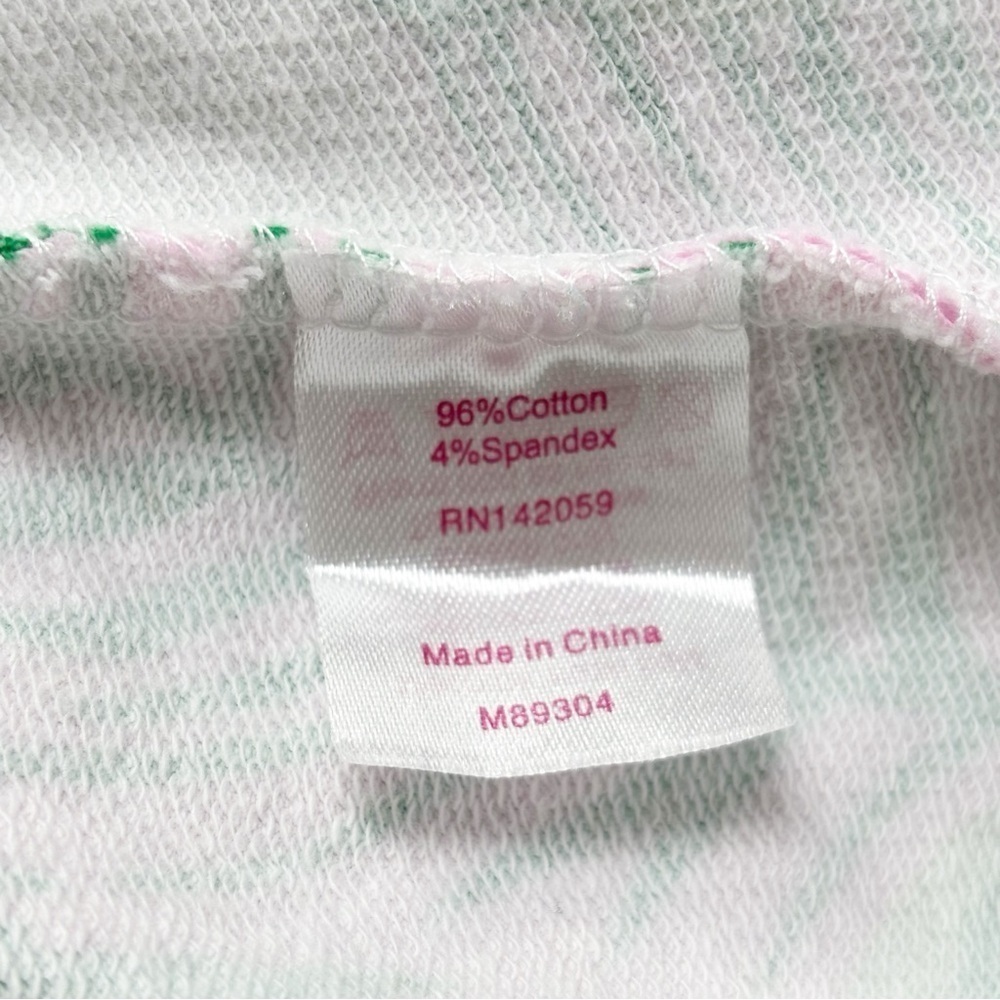 96%Cotton
4%Spandex
RN142059
Made in China
M89304